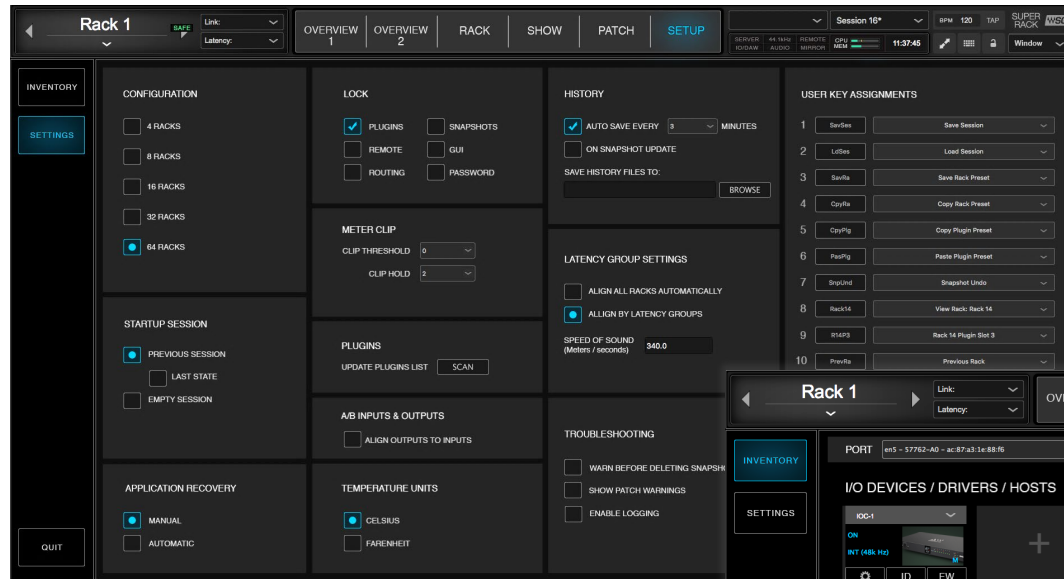 Rack 1
SAFE
Link:
Latency:
OVERVIEW 1
OVERVIEW 2
RACK
SHOW
PATCH
SETUP
Session 16*
BPM 120 TAP
SUPER RACK
SERVER IO/DAW
44.1kHz AUDIO
REMOTE MIRROR
CPU
MEM
11:37:45
Window
INVENTORY
SETTINGS
QUIT
CONFIGURATION
4 RACKS
8 RACKS
16 RACKS
32 RACKS
64 RACKS
STARTUP SESSION
PREVIOUS SESSION
LAST STATE
EMPTY SESSION
APPLICATION RECOVERY
MANUAL
AUTOMATIC
LOCK
PLUGINS SNAPSHOTS
REMOTE GUI
ROUTING PASSWORD
METER CLIP
CLIP THRESHOLD 0
CLIP HOLD 2
PLUGINS
UPDATE PLUGINS LIST SCAN
A/B INPUTS & OUTPUTS
ALIGN OUTPUTS TO INPUTS
TEMPERATURE UNITS
CELSIUS
FARENHEIT
HISTORY
AUTO SAVE EVERY 3 MINUTES
ON SNAPSHOT UPDATE
SAVE HISTORY FILES TO:
BROWSE
LATENCY GROUP SETTINGS
ALIGN ALL RACKS AUTOMATICALLY
ALLIGN BY LATENCY GROUPS
SPEED OF SOUND
(Meters / seconds) 340.0
TROUBLESHOOTING
WARN BEFORE DELETING SNAPSH
SHOW PATCH WARNINGS
ENABLE LOGGING
USER KEY ASSIGNMENTS
1 SavSes Save Session
2 LdSes Load Session
3 SavRa Save Rack Preset
4 CpyRa Copy Rack Preset
5 CpyPlg Copy Plugin Preset
6 PasPlg Paste Plugin Preset
7 SnpUnd Snapshot Undo
8 Rack14 View Rack: Rack 14
9 R14P3 Rack 14 Plugin Slot 3
10 PrevRa Previous Rack
Rack 1
Link:
Latency:
INVENTORY
SETTINGS
PORT en5 - 57762-A0 - ac:87:a3:1e:88:f6
I/O DEVICES / DRIVERS / HOSTS
IOC-1
ON
INT (48k Hz)
M
ID
FW